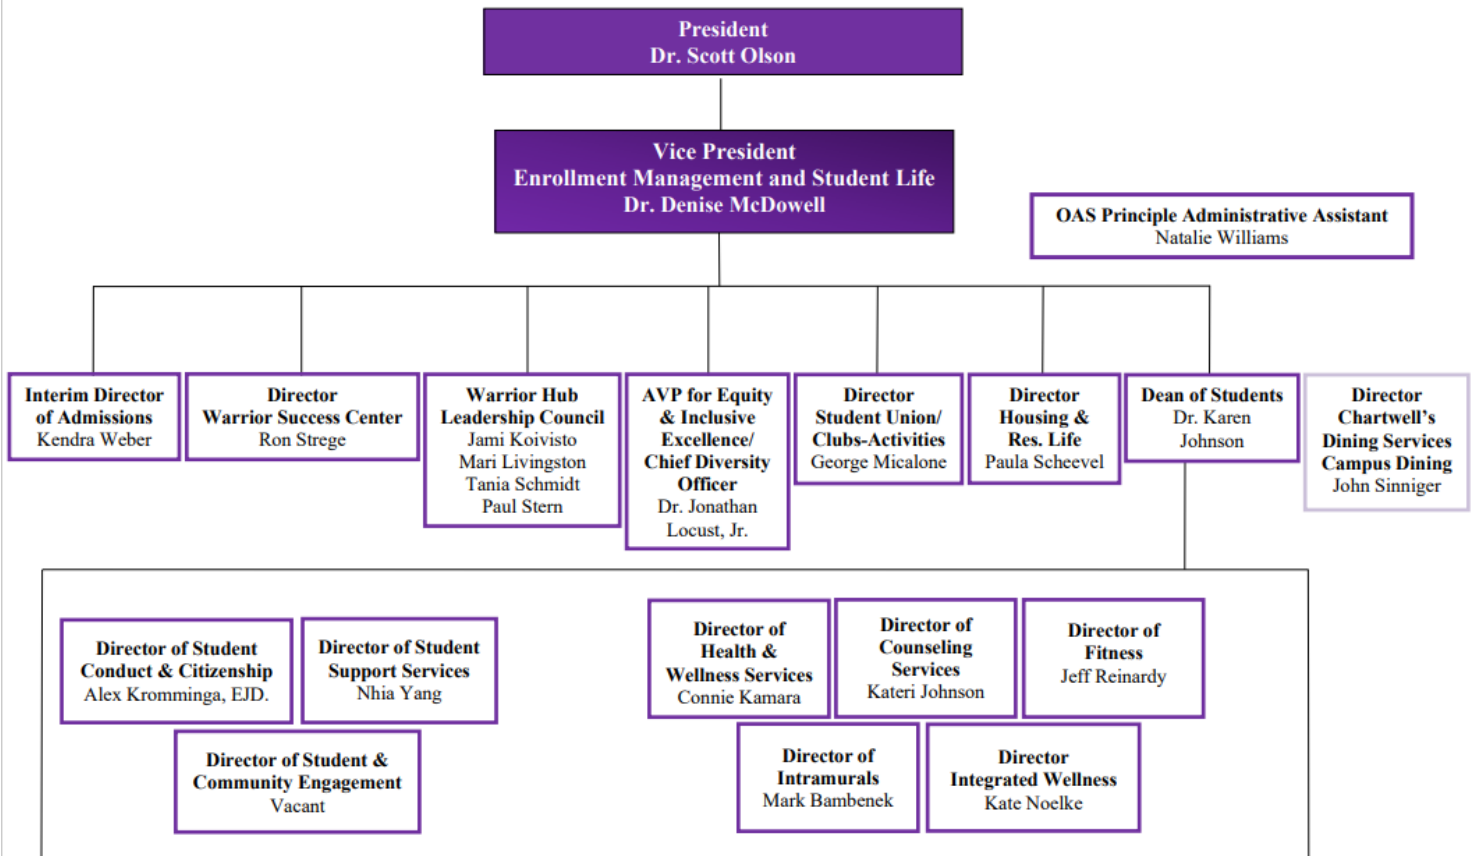 President
Dr. Scott Olson
Vice President
Enrollment Management and Student Life
Dr. Denise McDowell
OAS Principle Administrative Assistant
Natalie Williams
Interim Director
of Admissions
Kendra Weber
Director
Warrior Success Center
Ron Strege
Warrior Hub
Leadership Council
Jami Koivisto
Mari Livingston
Tania Schmidt
Paul Stern
AVP for Equity
& Inclusive
Excellence/
Chief Diversity
Officer
Dr. Jonathan
Locust, Jr.
Director
Student Union/
Clubs-Activities
George Micalone
Director
Housing &
Res. Life
Paula Scheevel
Dean of Students
Dr. Karen
Johnson
Director
Chartwell's
Dining Services
Campus Dining
John Sinniger
Director of Student
Conduct & Citizenship
Alex Kromminga, EJD.
Director of Student
Support Services
Nhia Yang
Director of Student &
Community Engagement
Vacant
Director of
Health &
Wellness Services
Connie Kamara
Director of
Counseling
Services
Kateri Johnson
Director of
Fitness
Jeff Reinardy
Director of
Intramurals
Mark Bambenek
Director
Integrated Wellness
Kate Noelke